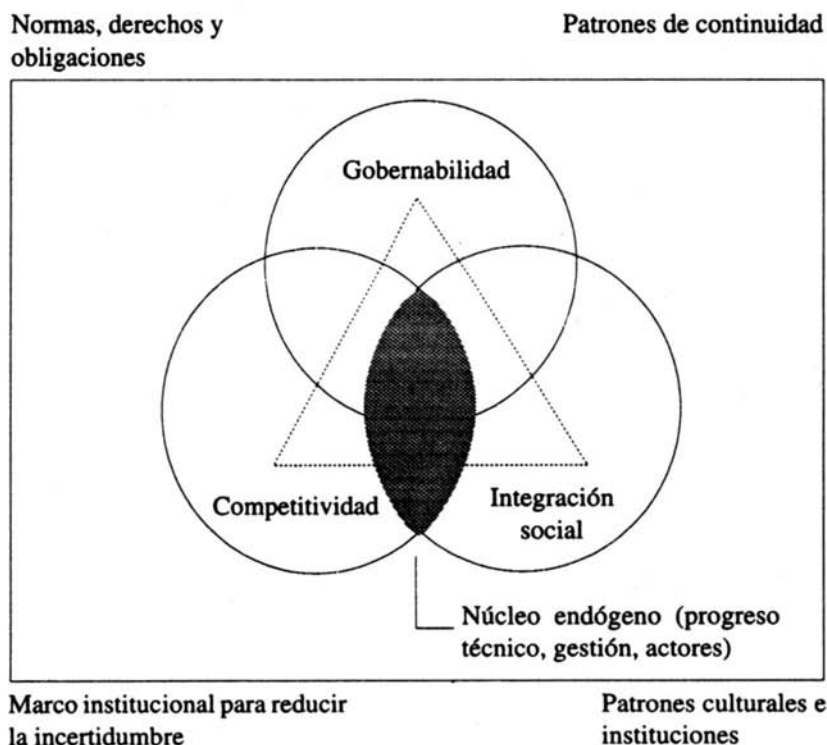 Normas, derechos y
obligaciones
Patrones de continuidad
Gobernabilidad
Competitividad
Integración
social
Núcleo endógeno (progreso
técnico, gestión, actores)
Marco institucional para reducir
la incertidumbre
Patrones culturales e
instituciones